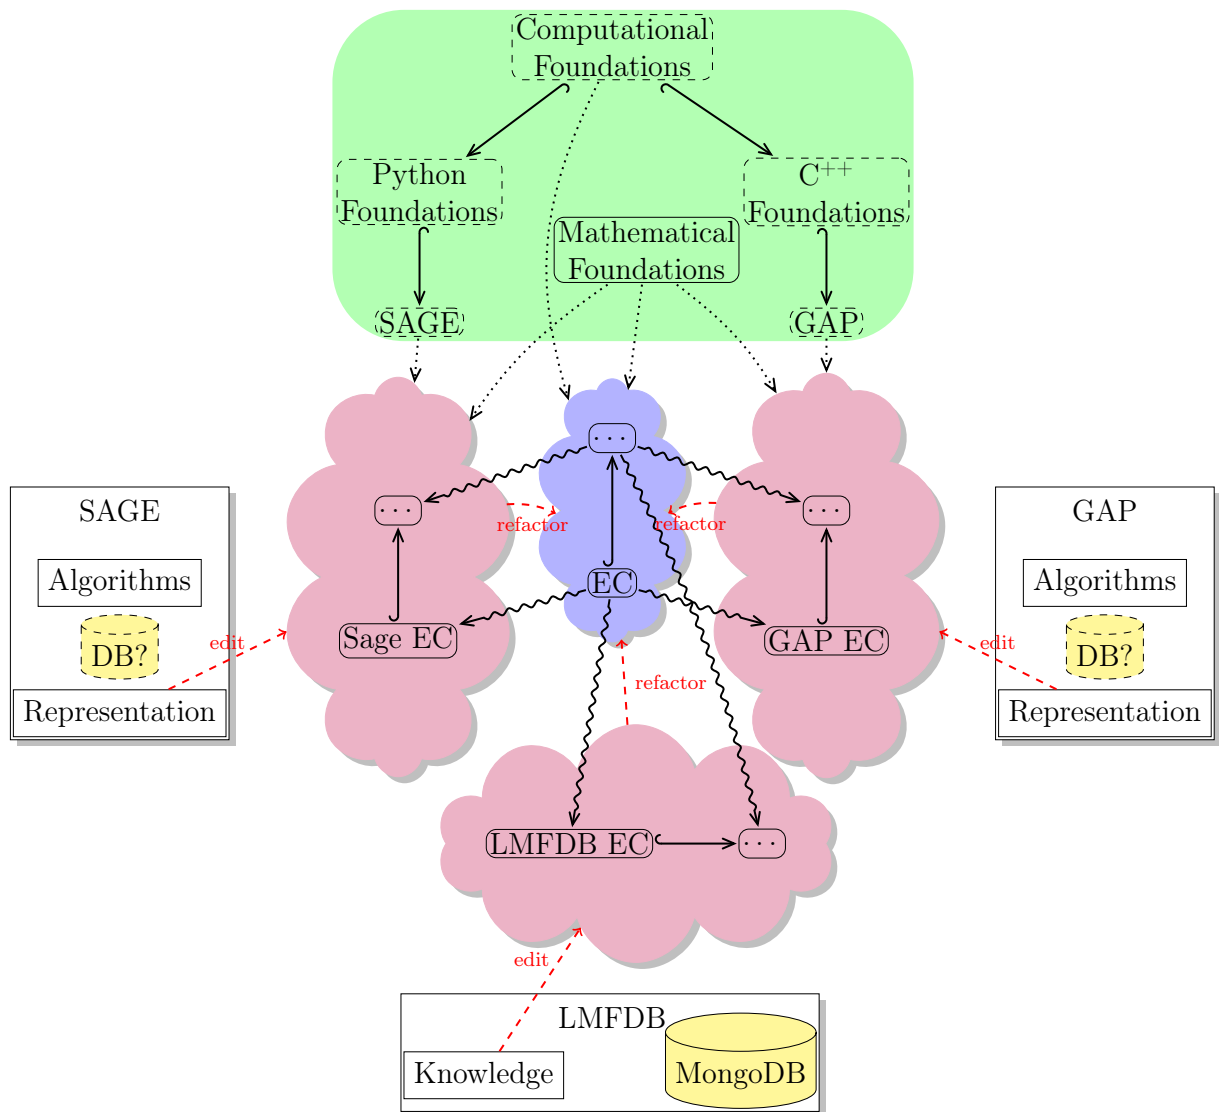 Computational
Foundations
Python
Foundations
C++
Foundations
Mathematical
Foundations
SAGE
GAP
...
SAGE
...
...
GAP
refactor
refactor
Algorithms
EC
Algorithms
Sage EC
GAP EC
edit
edit
DB?
DB?
refactor
Representation
Representation
LMFDB EC
...
edit
LMFDB
Knowledge
MongoDB